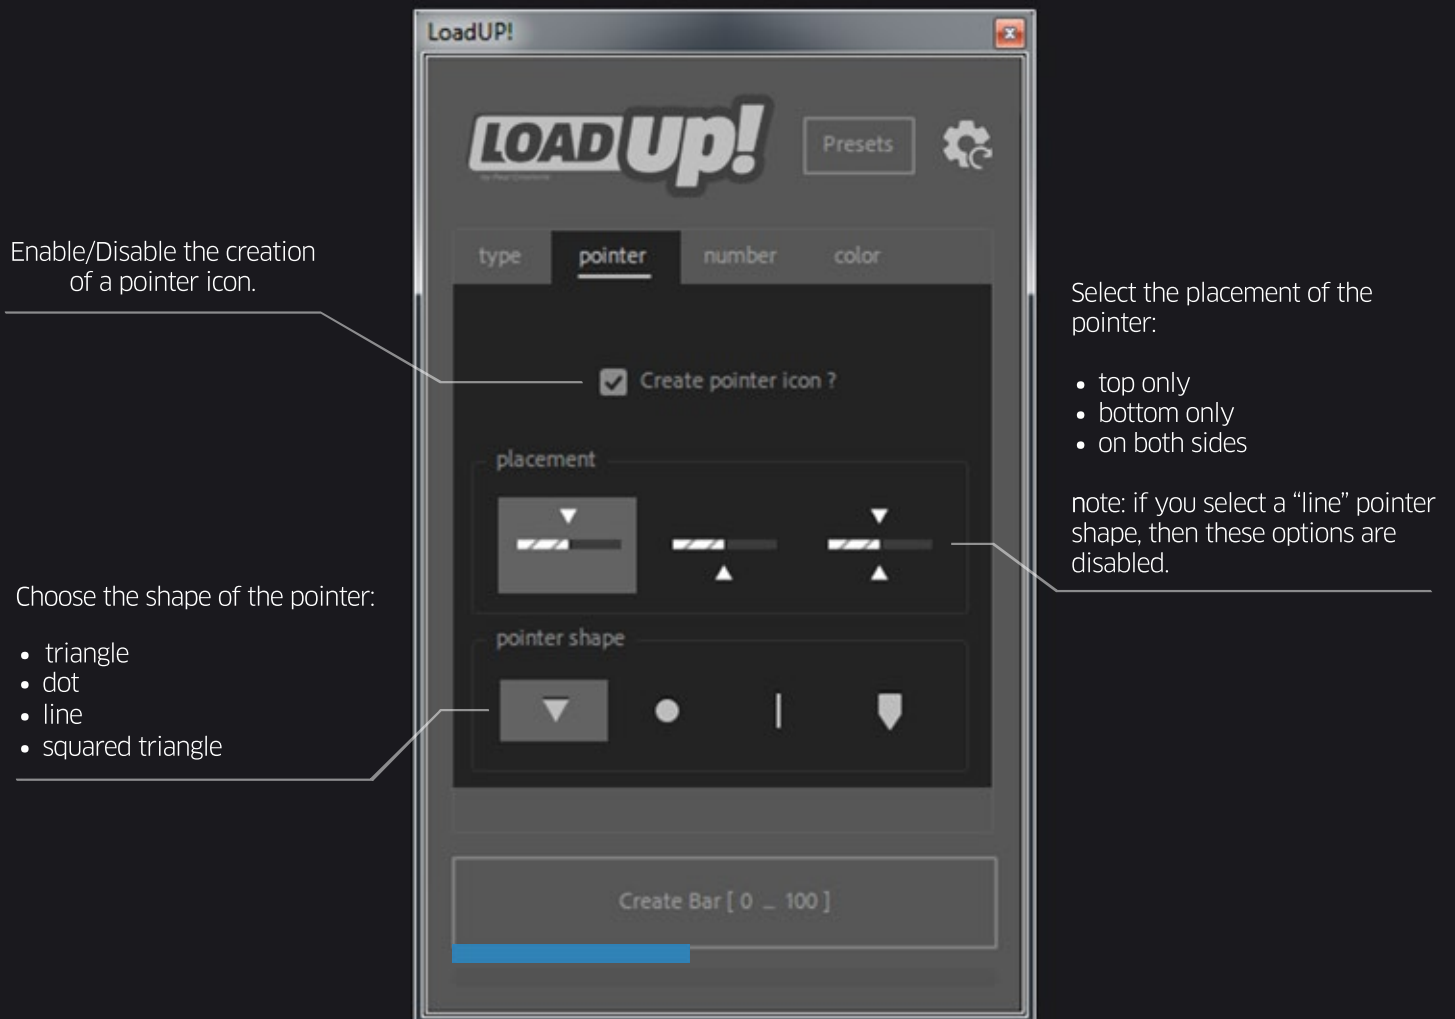 LoadUP!
LOAD Up!
Presets
type pointer number color
Enable/Disable the creation
of a pointer icon.
Create pointer icon ?
placement
pointer shape
Choose the shape of the pointer:
• triangle
• dot
• line
• squared triangle
Select the placement of the
pointer:
• top only
• bottom only
• on both sides
note: if you select a “line” pointer
shape, then these options are
disabled.
Create Bar [ 0 ... 100 ]